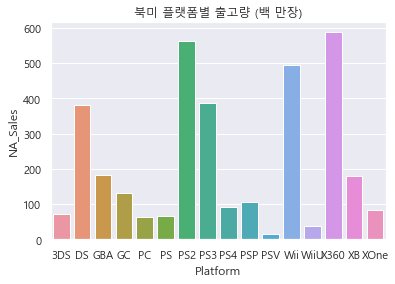 북미 플랫폼별 출고량 (백 만장)
600
500
400
300
200
100
0
NA_Sales
3DS DS GBA GC PC PS PS2 PS3 PS4 PSP PSV Wii WiiU X360 XB XOne
Platform